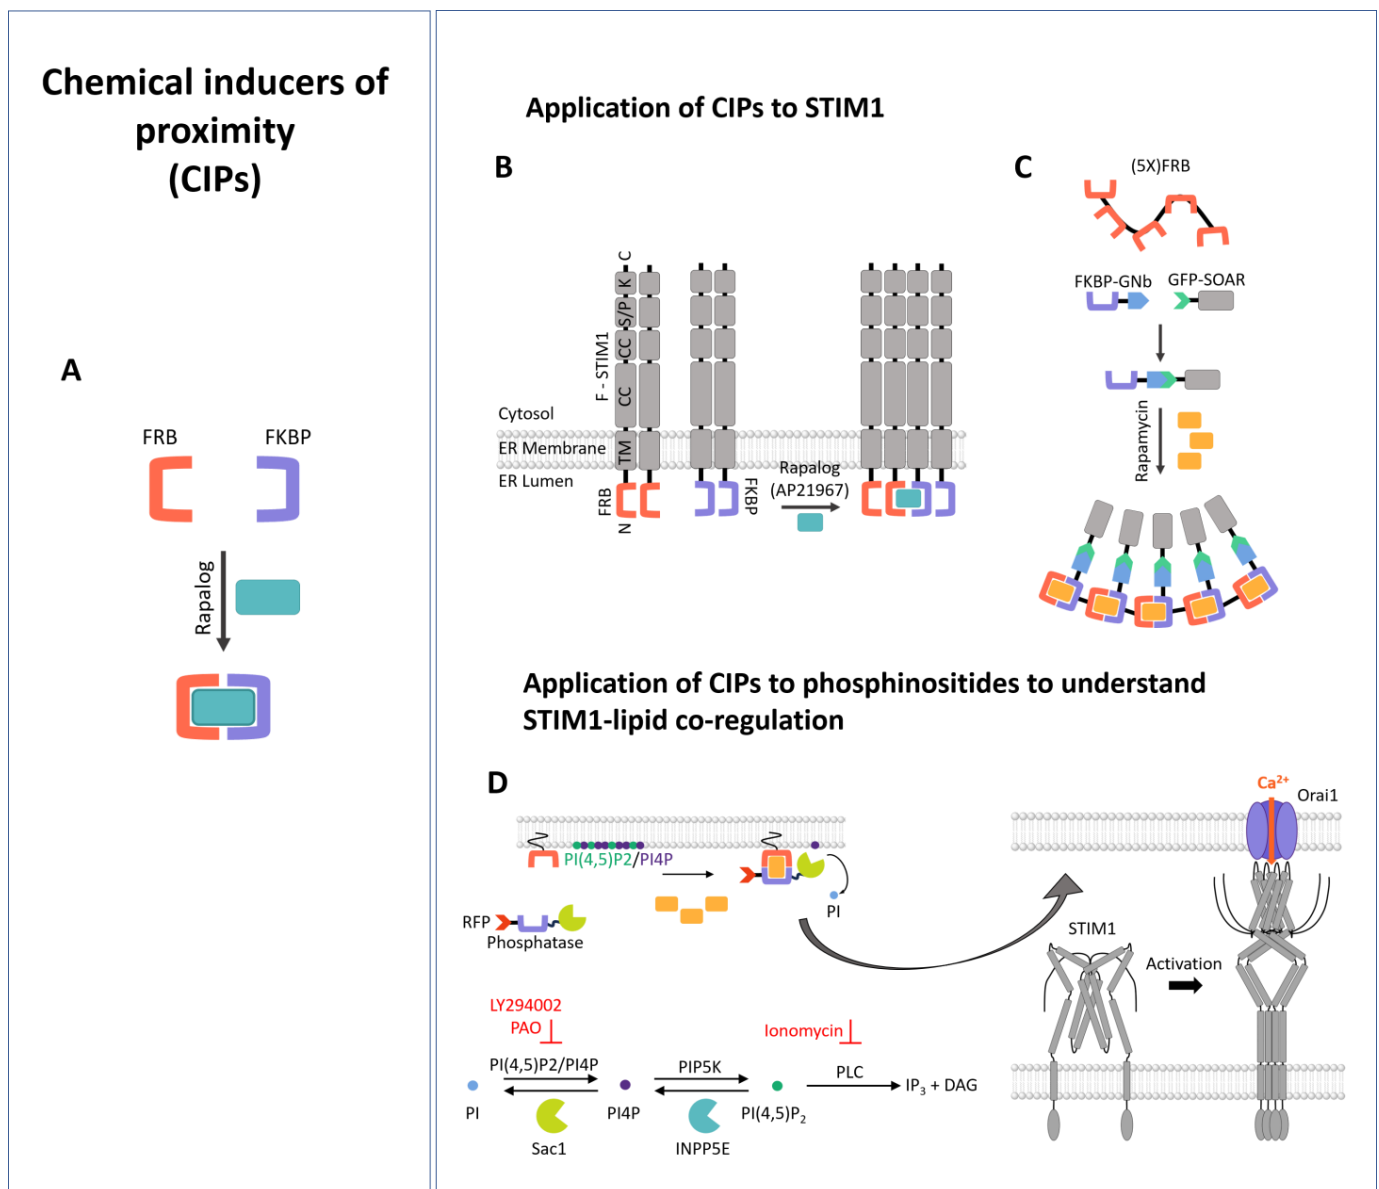 Chemical inducers of
proximity
(CIPs)
A
FRB
FKBP
Rapalog
Application of CIPs to STIM1
B
C
K
S/P
CC
CC
TM
F - STIM1
Cytosol
ER Membrane
ER Lumen
FRB
N
FKBP
Rapalog
(AP21967)
C
(5X)FRB
FKBP-GNb
GFP-SOAR
Rapamycin
Application of CIPs to phosphinositides to understand
STIM1-lipid co-regulation
D
PI(4,5)P2/PI4P
PI
RFP
Phosphatase
LY294002
PAO
PI(4,5)P2/PI4P
PI
Sac1
PI4P
PIP5K
INPP5E
PI(4,5)P₂
Ionomycin
PLC
IP₃ + DAG
STIM1
Activation
Ca²⁺
Orai1